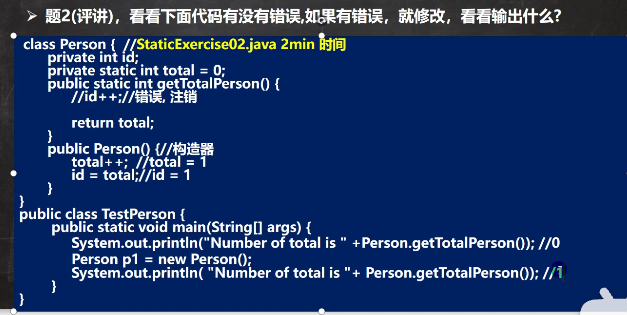 ➢ 题2(评讲)，看看下面代码有没有错误,如果有错误，就修改，看看输出什么?
class Person { //StaticExercise02.java 2min 时间
private int id;
private static int total = 0;
public static int getTotalPerson() {
//id++;//错误, 注销
return total;
}
public Person() {//构造器
total++; //total = 1
id = total;//id = 1
}
}
public class TestPerson {
public static void main(String[] args) {
System.out.println("Number of total is " +Person.getTotalPerson()); //0
Person p1 = new Person();
System.out.println( "Number of total is "+ Person.getTotalPerson()); //1
}
}